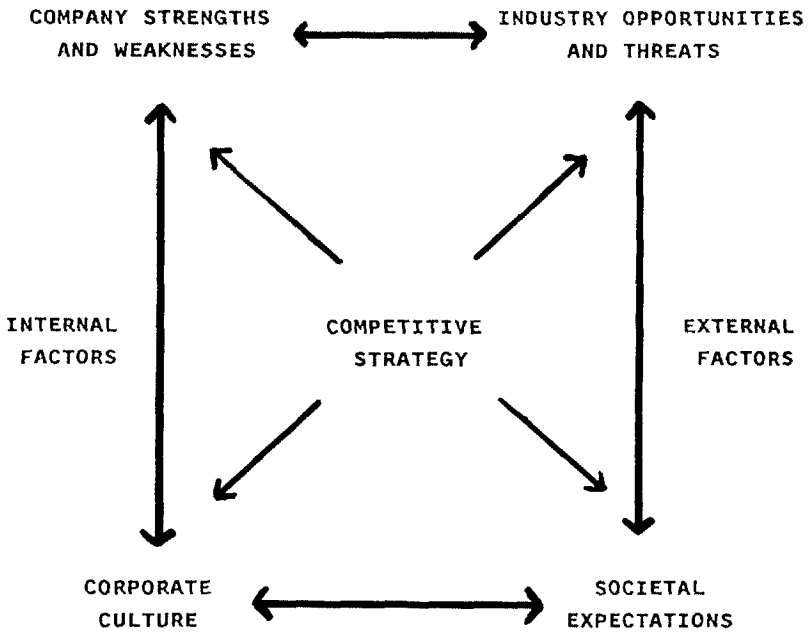 COMPANY STRENGTHS
AND WEAKNESSES
INDUSTRY OPPORTUNITIES
AND THREATS
INTERNAL
FACTORS
COMPETITIVE
STRATEGY
EXTERNAL
FACTORS
CORPORATE
CULTURE
SOCIETAL
EXPECTATIONS